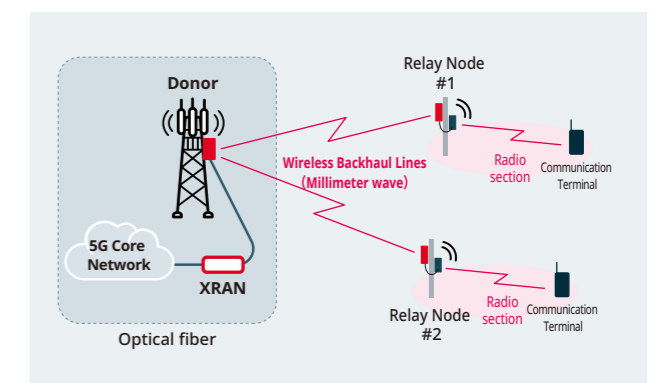 Donor
Relay Node
#1
Wireless Backhaul Lines
(Millimeter wave)
Radio
section
Communication
Terminal
5G Core
Network
XRAN
Optical fiber
Relay Node
#2
Radio
section
Communication
Terminal